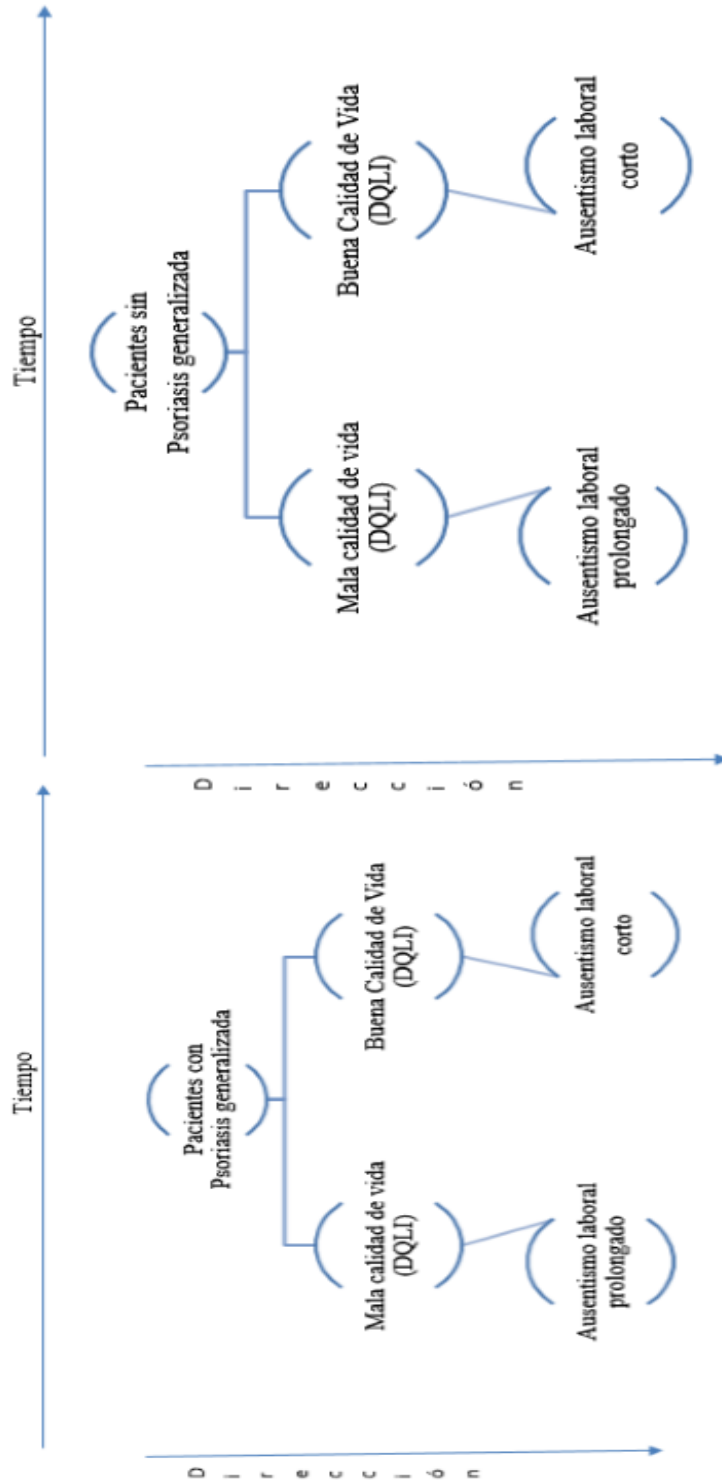 Tiempo
Pacientes con
Psoriasis generalizada
Mala calidad de vida
(DQLI)
Buena Calidad de Vida
(DQLI)
Ausentismo laboral
prolongado
Ausentismo laboral
corto
D
i
r
e
c
c
i
ó
n
Tiempo
Pacientes sin
Psoriasis generalizada
Mala calidad de vida
(DQLI)
Buena Calidad de Vida
(DQLI)
Ausentismo laboral
prolongado
Ausentismo laboral
corto
D
i
r
e
c
c
i
ó
n